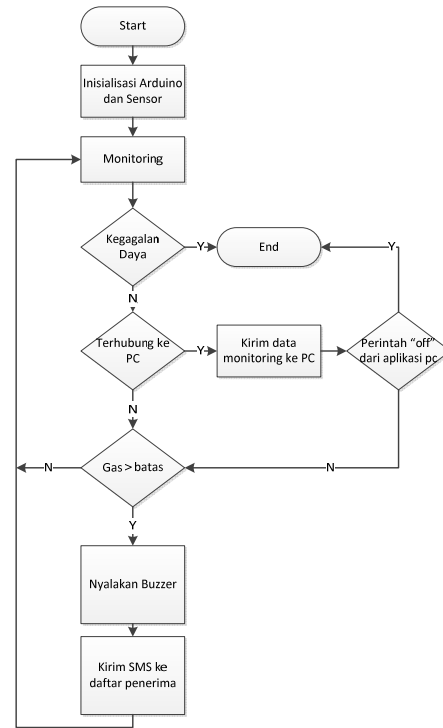 Start
Inisialisasi Arduino
dan Sensor
Monitoring
Kegagalan
Daya
Y
End
Y
N
Terhubung ke
PC
Y
Kirim data
monitoring ke PC
Perintah “off”
dari aplikasi pc
N
N
Gas > batas
N
Y
Nyalakan Buzzer
Kirim SMS ke
daftar penerima